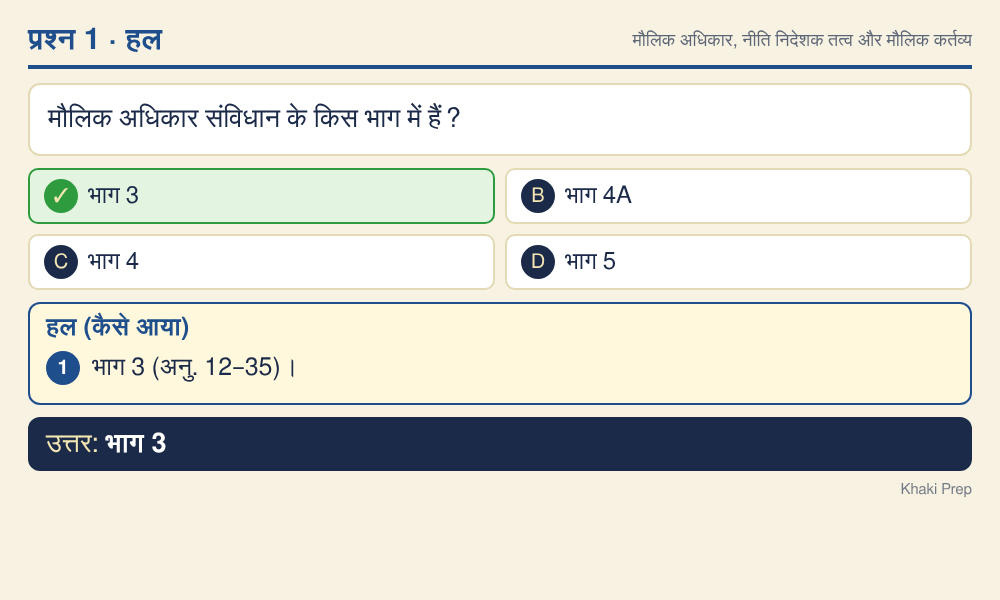 प्रश्न 1 · हल
मौलिक अधिकार, नीति निदेशक तत्व और मौलिक कर्तव्य
मौलिक अधिकार संविधान के किस भाग में हैं ?
✓ भाग 3
B भाग 4A
C भाग 4
D भाग 5
हल (कैसे आया)
1 भाग 3 (अनु. 12–35) ।
उत्तर: भाग 3
Khaki Prep